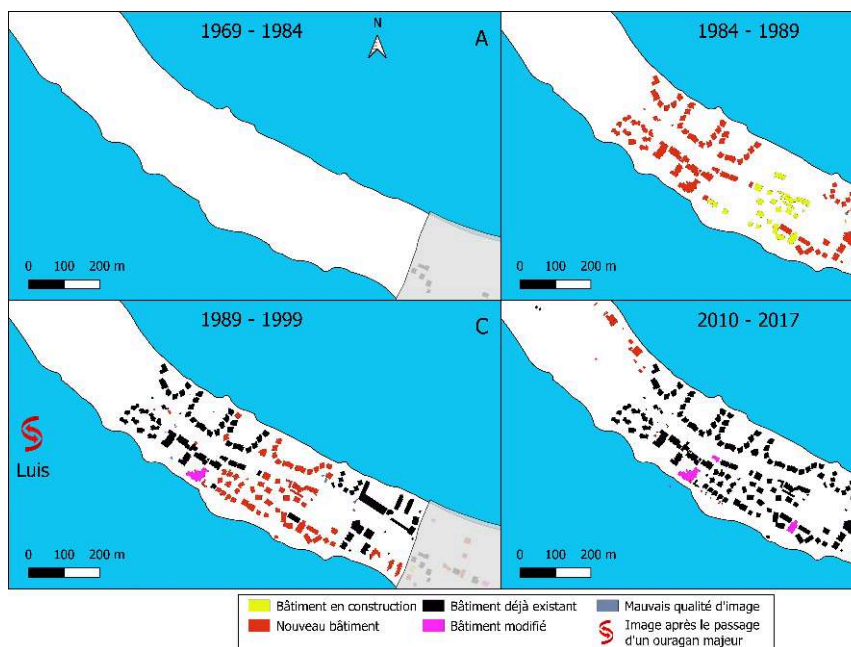 1969 - 1984
N
A
0 100 200 m
1984 - 1989
0 100 200 m
1989 - 1999
C
Luis
0 100 200 m
2010 - 2017
0 100 200 m
Bâtiment en construction
Bâtiment déjà existant
Mauvais qualité d'image
Nouveau bâtiment
Bâtiment modifié
Image après le passage
d'un ouragan majeur